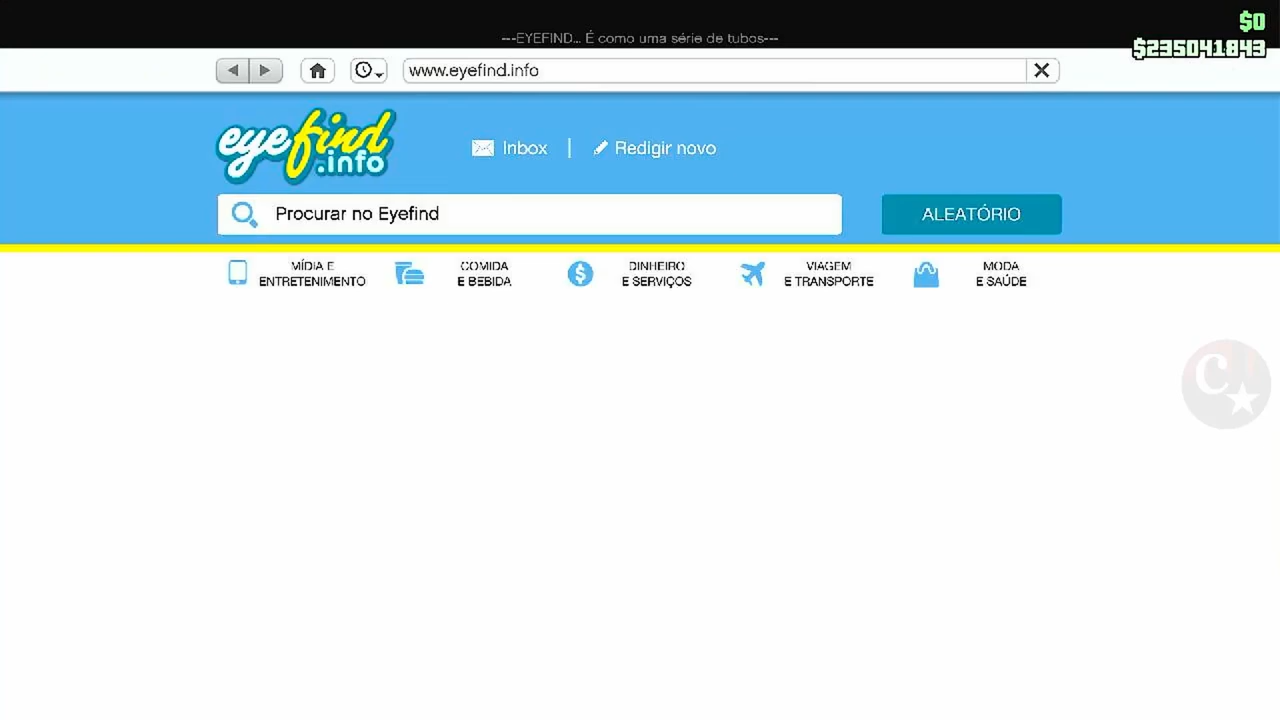 $0
---EYEFIND... É como uma série de tubos---
$235041843
www.eyefind.info
eyefind
.info
Inbox
Redigir novo
Procurar no Eyefind
ALEATÓRIO
MÍDIA E
ENTRETENIMENTO
COMIDA
E BEBIDA
DINHEIRO
E SERVIÇOS
VIAGEM
E TRANSPORTE
MODA
E SAÚDE
C